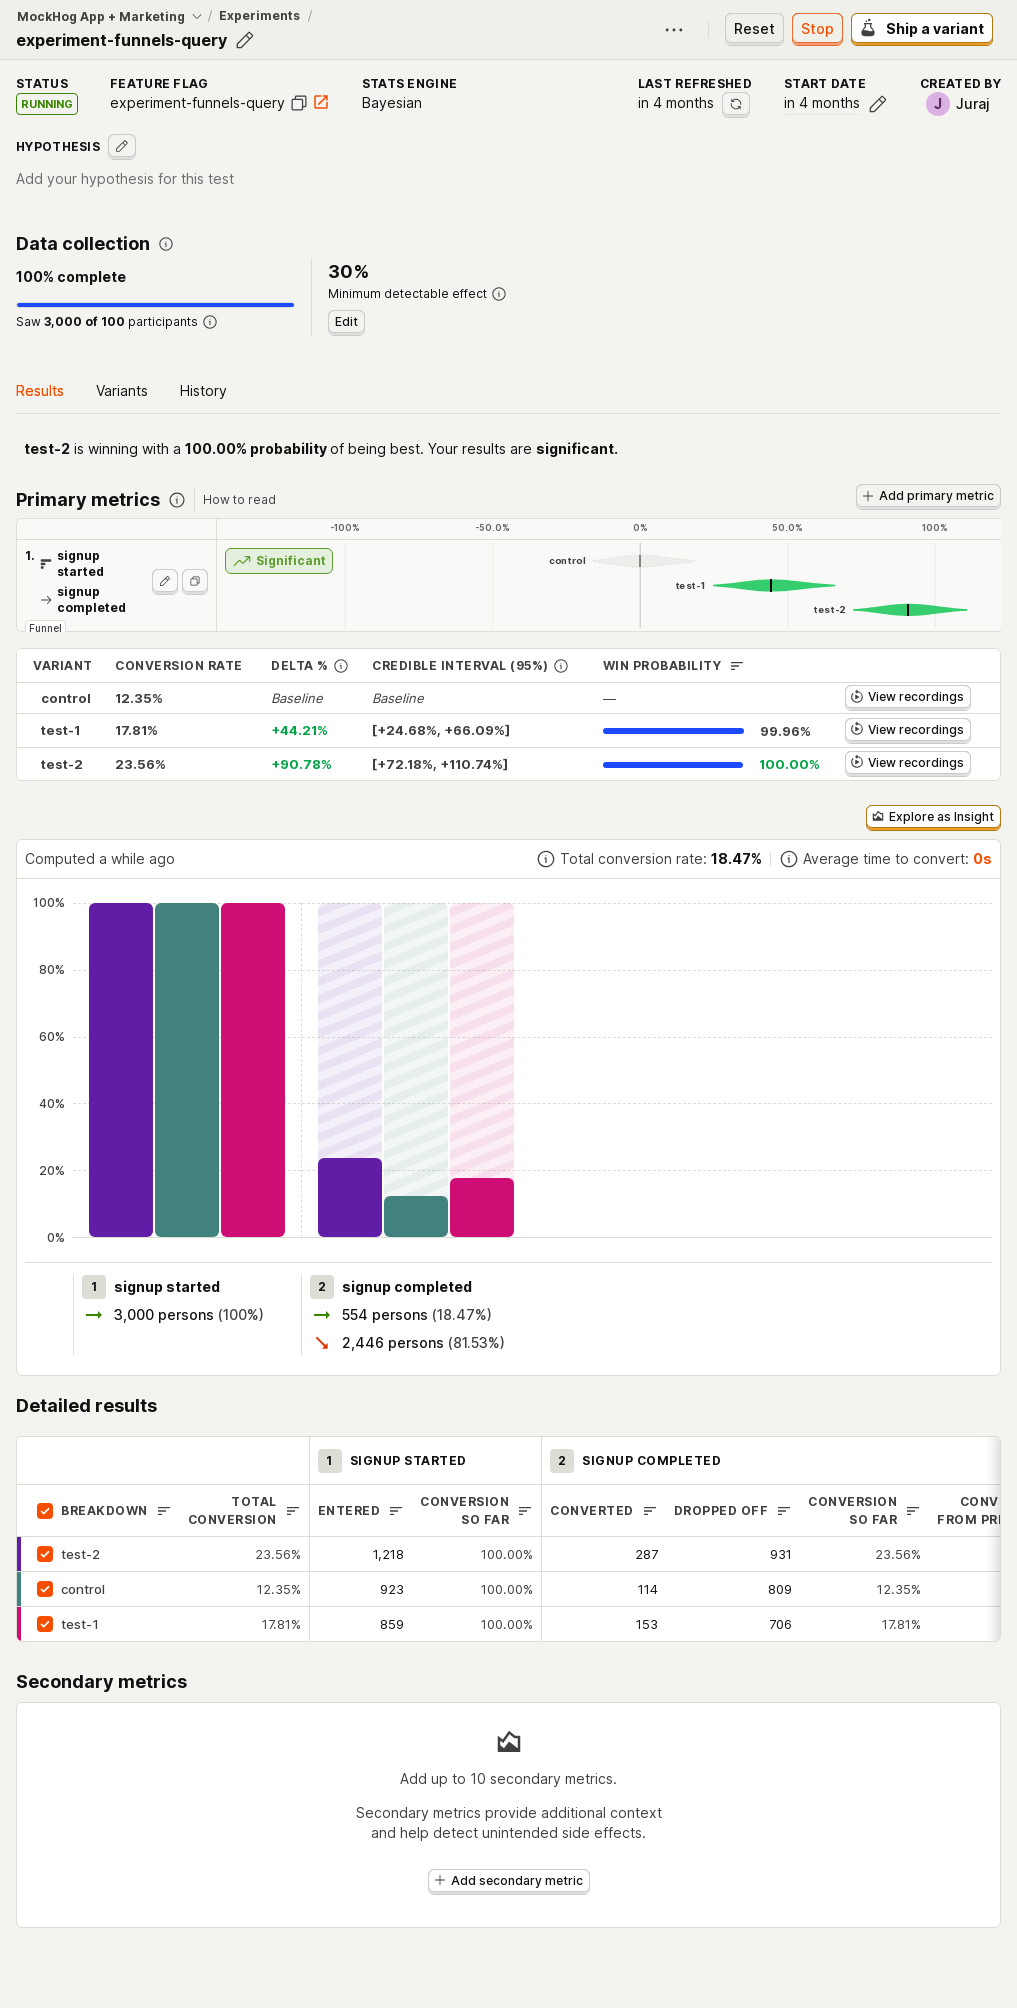 MockHog App + Marketing / Experiments /
experiment-funnels-query
Reset Stop Ship a variant
STATUS FEATURE FLAG STATS ENGINE LAST REFRESHED START DATE CREATED BY
RUNNING experiment-funnels-query Bayesian in 4 months in 4 months J Juraj
HYPOTHESIS
Add your hypothesis for this test
Data collection
100% complete
Saw 3,000 of 100 participants
30%
Minimum detectable effect
Edit
Results Variants History
test-2 is winning with a 100.00% probability of being best. Your results are significant.
Primary metrics How to read Add primary metric
-100% -50.0% 0% 50.0% 100%
1. signup
started
signup
completed
Funnel
Significant
control
test-1
test-2
VARIANT CONVERSION RATE DELTA % CREDIBLE INTERVAL (95%) WIN PROBABILITY
control 12.35% Baseline Baseline — View recordings
test-1 17.81% +44.21% [+24.68%, +66.09%] 99.96% View recordings
test-2 23.56% +90.78% [+72.18%, +110.74%] 100.00% View recordings
Explore as Insight
Computed a while ago Total conversion rate: 18.47% Average time to convert: 0s
100%
80%
60%
40%
20%
0%
1 signup started
3,000 persons (100%)
2 signup completed
554 persons (18.47%)
2,446 persons (81.53%)
Detailed results
1 SIGNUP STARTED 2 SIGNUP COMPLETED
BREAKDOWN TOTAL CONVERSION ENTERED CONVERSION SO FAR CONVERTED DROPPED OFF CONVERSION SO FAR CONV
FROM PR
test-2 23.56% 1,218 100.00% 287 931 23.56%
control 12.35% 923 100.00% 114 809 12.35%
test-1 17.81% 859 100.00% 153 706 17.81%
Secondary metrics
Add up to 10 secondary metrics.
Secondary metrics provide additional context
and help detect unintended side effects.
Add secondary metric